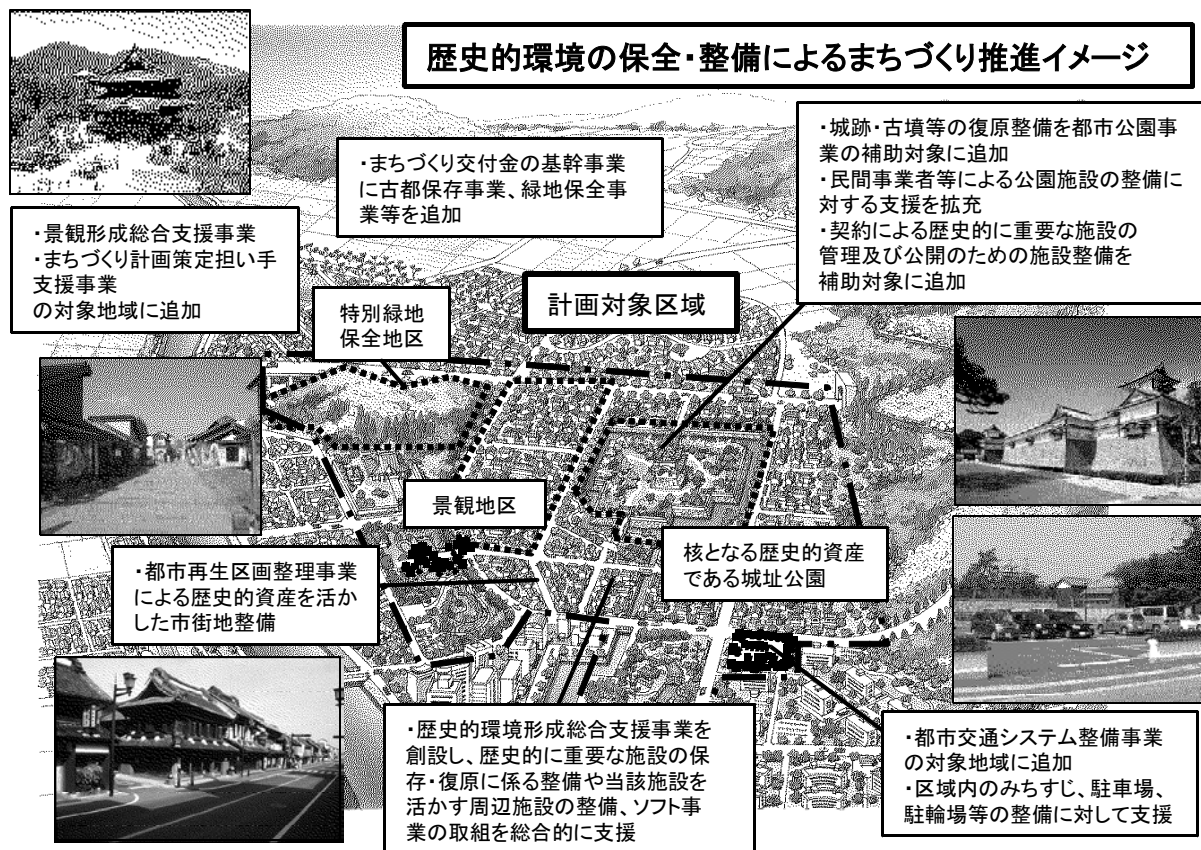 歴史的環境の保全・整備によるまちづくり推進イメージ
・まちづくり交付金の基幹事業
に古都保存事業、緑地保全事
業等を追加
・城跡・古墳等の復原整備を都市公園事
業の補助対象に追加
・民間事業者等による公園施設の整備に
対する支援を拡充
・契約による歴史的に重要な施設の
管理及び公開のための施設整備を
補助対象に追加
・景観形成総合支援事業
・まちづくり計画策定担い手
支援事業
の対象地域に追加
計画対象区域
特別緑地
保全地区
景観地区
核となる歴史的資産
である城址公園
・都市再生区画整理事業
による歴史的資産を活か
した市街地整備
・歴史的環境形成総合支援事業を
創設し、歴史的に重要な施設の保
存・復原に係る整備や当該施設を
活かす周辺施設の整備、ソフト事
業の取組を総合的に支援
・都市交通システム整備事業
の対象地域に追加
・区域内のみちすじ、駐車場、
駐輪場等の整備に対して支援